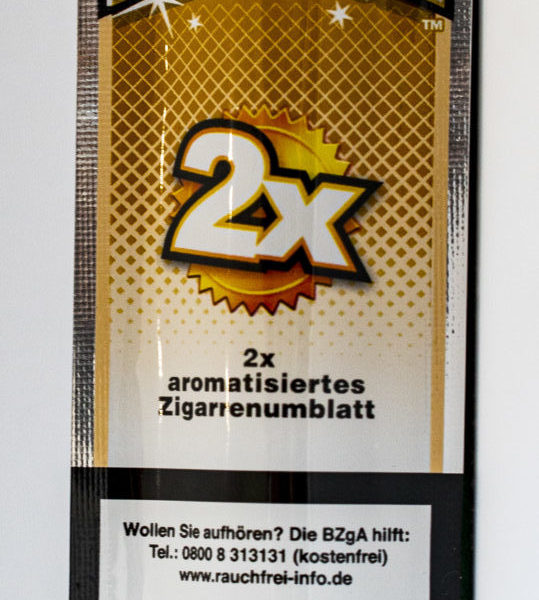 TM
2x
2x
aromatisiertes
Zigarrenumblatt
Wollen Sie aufhören? Die BZgA hilft:
Tel.: 0800 8 313131 (kostenfrei)
www.rauchfrei-info.de